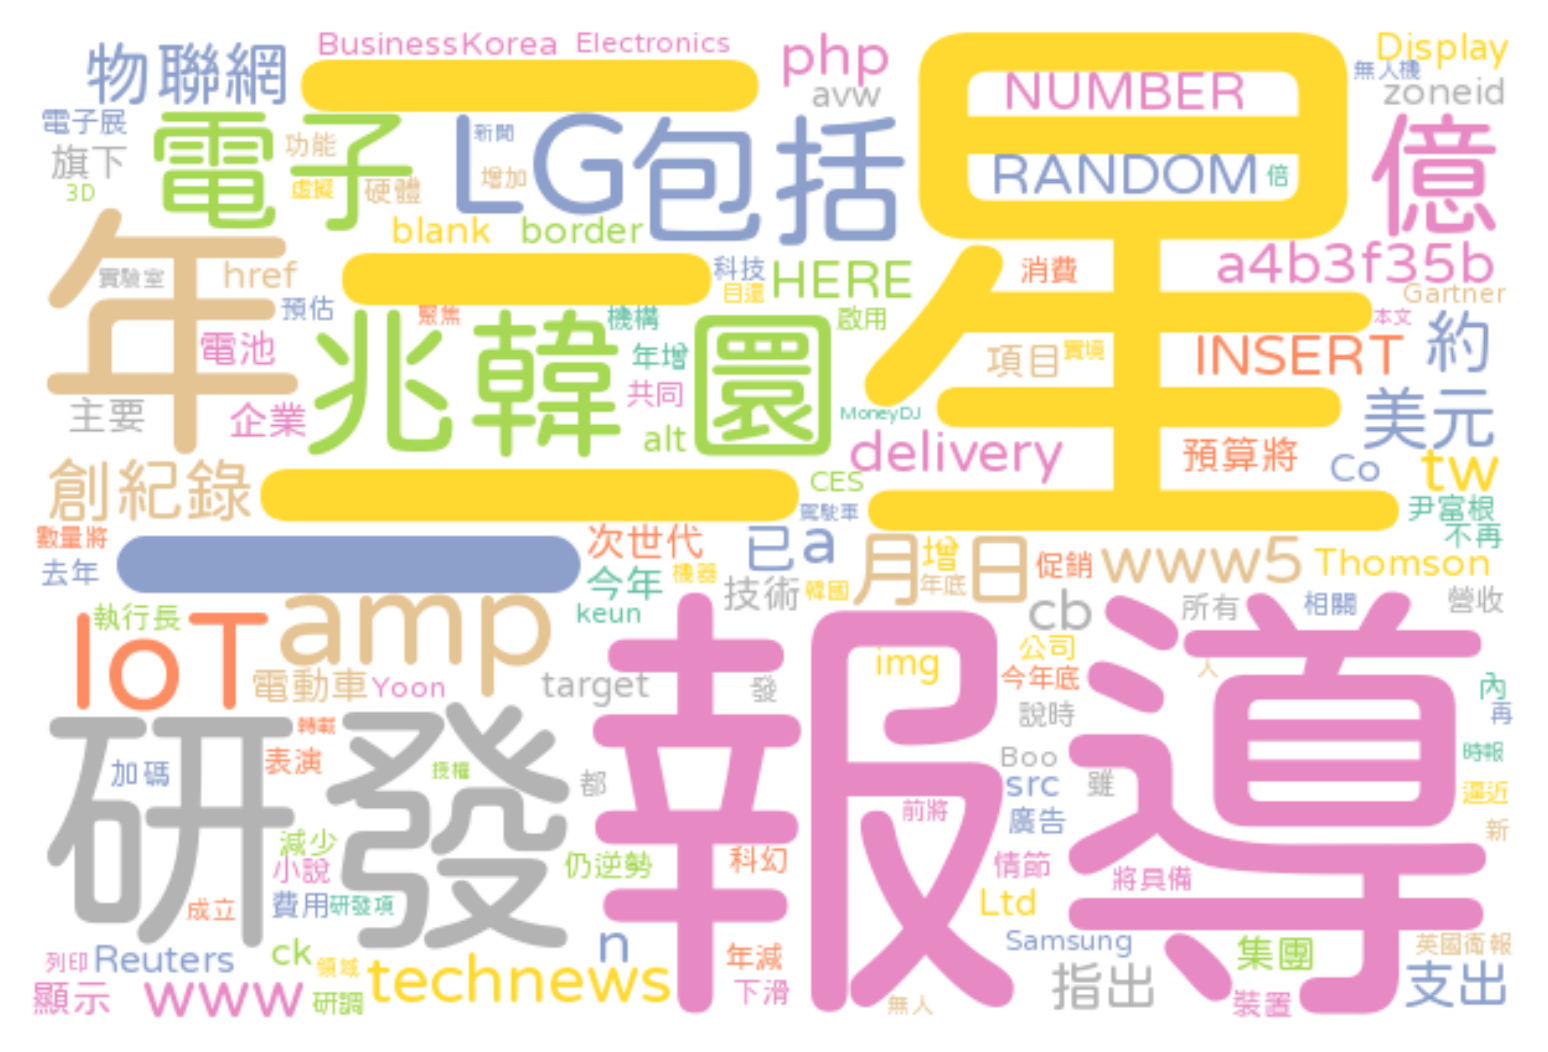 物聯網
BusinessKorea
Electronics
php
avw
三星
NUMBER
RANDOM
倍
Display
無人機
zoneid
電子展
旗下
3D
電子
功能
虛擬
硬體
LG
新聞
增加
包括
億
blank
border
年
實驗室
href
預估
電池
主要
企業
科技
目還
HERE
消費
a4b3f35b
Gartner
本文
聚焦
機構
啟用
兆韓圜
年增
共同
alt
項目
實境
INSERT
約
MoneyDJ
美元
delivery
預算將
Co
tw
創紀錄
CES
駕駛車
尹富根
不再
數量將
去年
一
次世代
今年
機器
已
a
技術
韓國
月
增
年底
日
促銷
www5
Thomson
執行長
IoT
amp
keun
cb
所有
相關
營收
電動車
Yoon
target
報導
發
img
公司
今年底
人
內
再
說時
研發
轉載
表演
加碼
授權
都
Boo
src
雖
時報
逼近
前將
廣告
新
減少
小說
仍逆勢
科幻
情節
將具備
成立
費用
研發項
Ltd
列印
Reuters
ck
領域
n
年減
Samsung
集團
英國衛報
顯示
www
研調
technews
下滑
無人
指出
裝置
支出